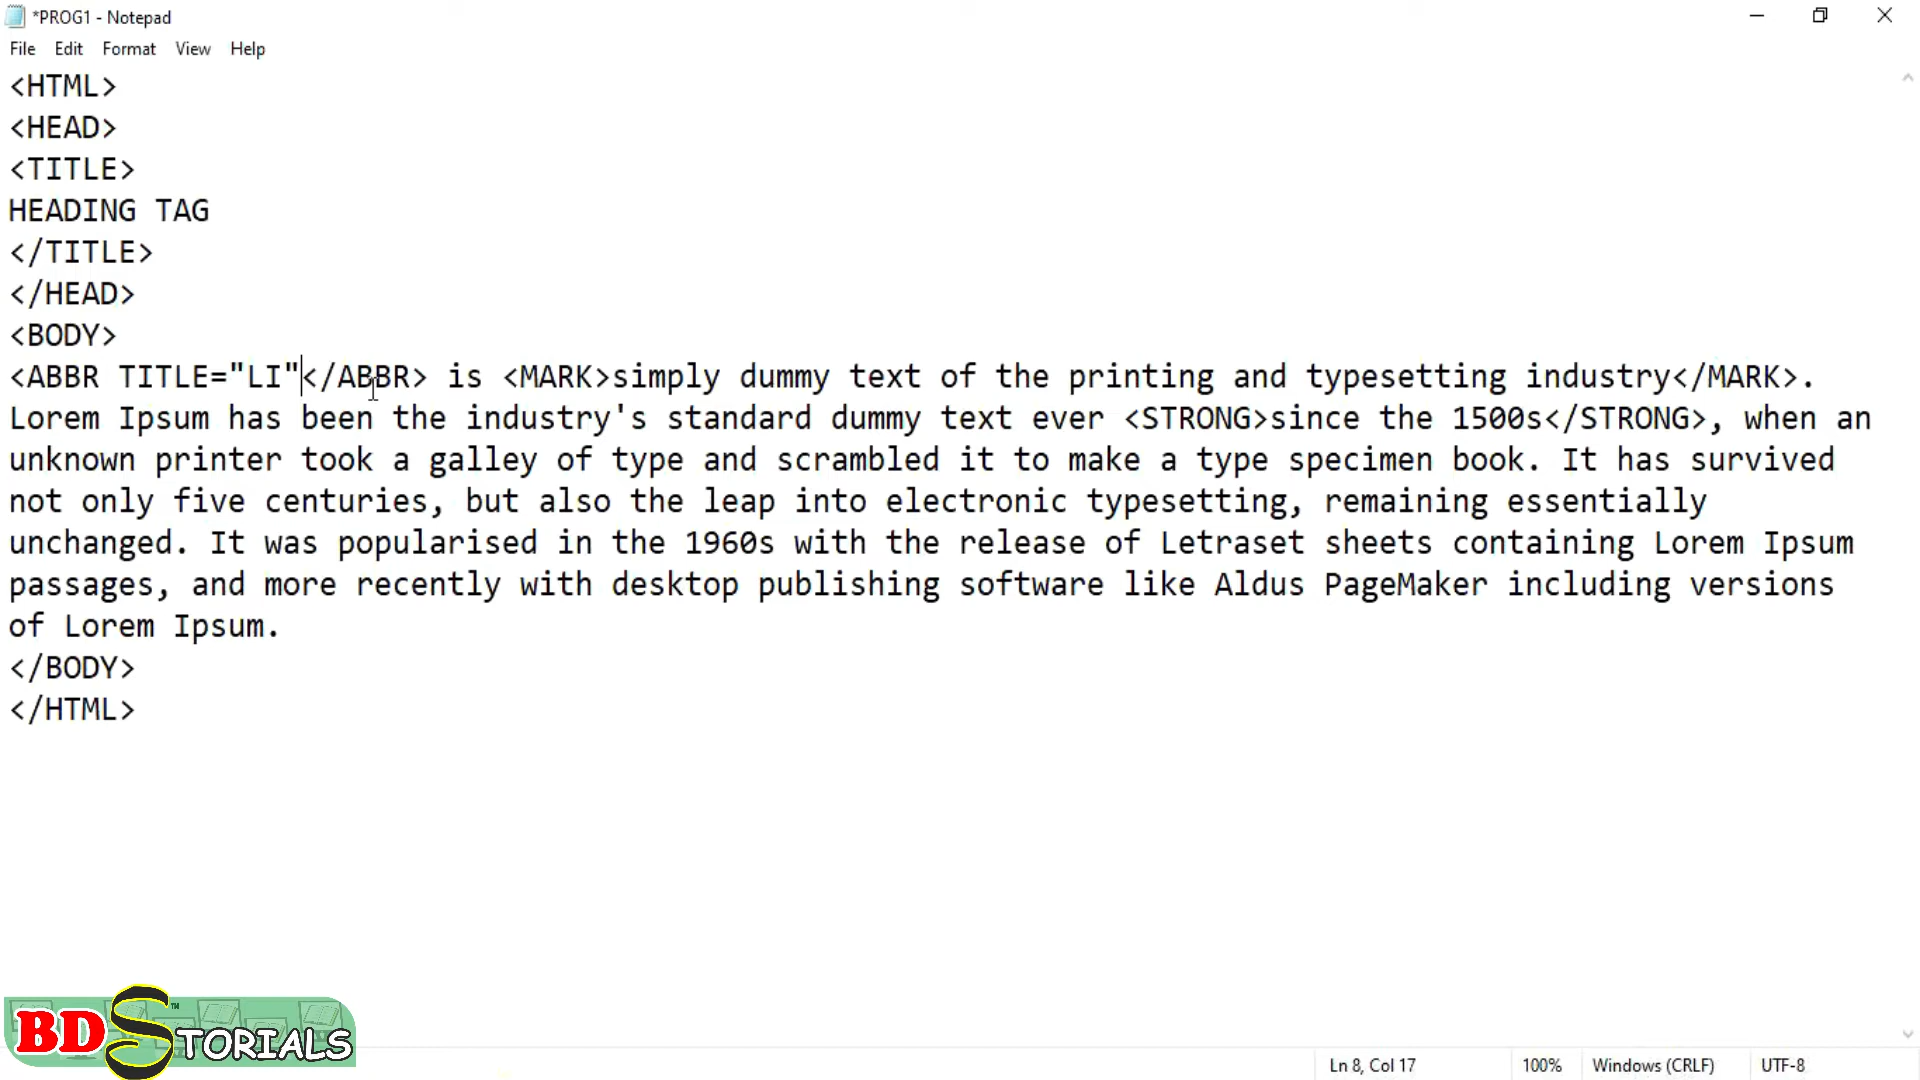 *PROG1 - Notepad
File Edit Format View Help
<HTML>
<HEAD>
<TITLE>
HEADING TAG
</TITLE>
</HEAD>
<BODY>
<ABBR TITLE="LI"</ABBR> is <MARK>simply dummy text of the printing and typesetting industry</MARK>.
Lorem Ipsum has been the industry's standard dummy text ever <STRONG>since the 1500s</STRONG>, when an
unknown printer took a galley of type and scrambled it to make a type specimen book. It has survived
not only five centuries, but also the leap into electronic typesetting, remaining essentially
unchanged. It was popularised in the 1960s with the release of Letraset sheets containing Lorem Ipsum
passages, and more recently with desktop publishing software like Aldus PageMaker including versions
of Lorem Ipsum.
</BODY>
</HTML>
BDSTORIALS™
Ln 8, Col 17 100% Windows (CRLF) UTF-8